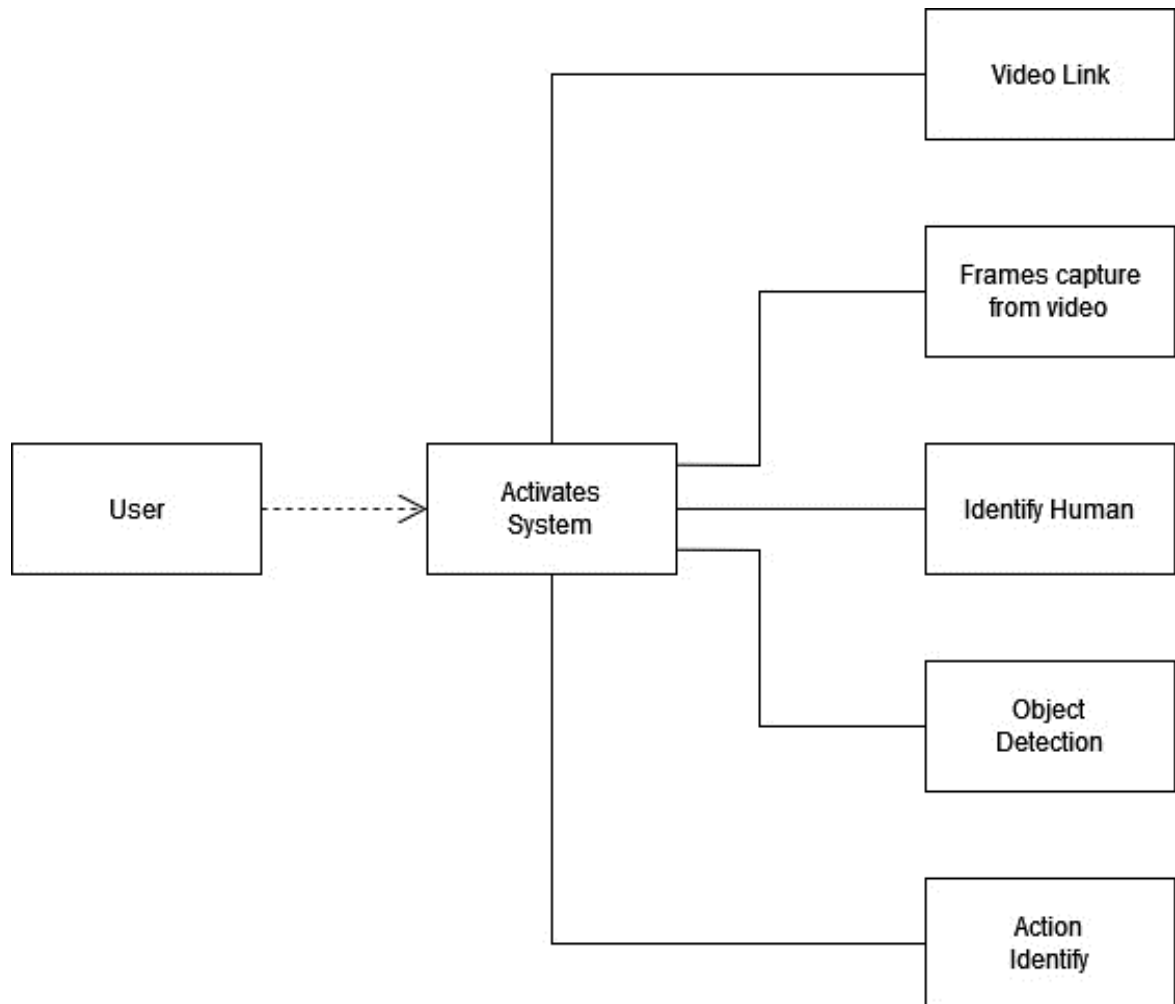 Video Link
Frames capture
from video
User
Activates
System
Identify Human
Object
Detection
Action
Identify